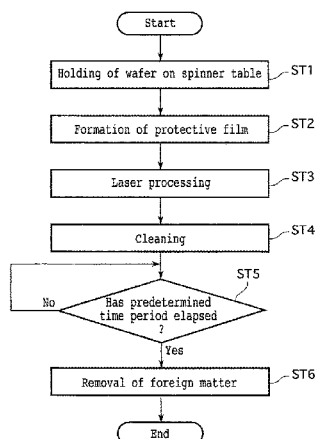 Start
Holding of wafer on spinner table
ST1
Formation of protective film
ST2
Laser processing
ST3
Cleaning
ST4
ST5
No
Has predetermined
time period elapsed
?
Yes
Removal of foreign matter
ST6
End